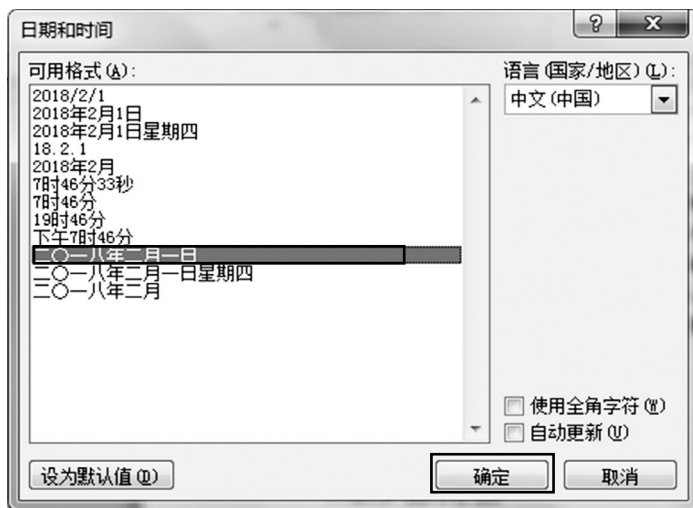 日期和时间
可用格式(A):
语言(国家/地区)(L):
2018/2/1
2018年2月1日
2018年2月1日星期四
18.2.1
2018年2月
7时46分33秒
7时46分
19时46分
下午7时46分
二○一八年二月一日
二○一八年二月一日星期四
二○一八年二月
中文(中国)
使用全角字符(W)
自动更新(U)
设为默认值(D)
确定
取消